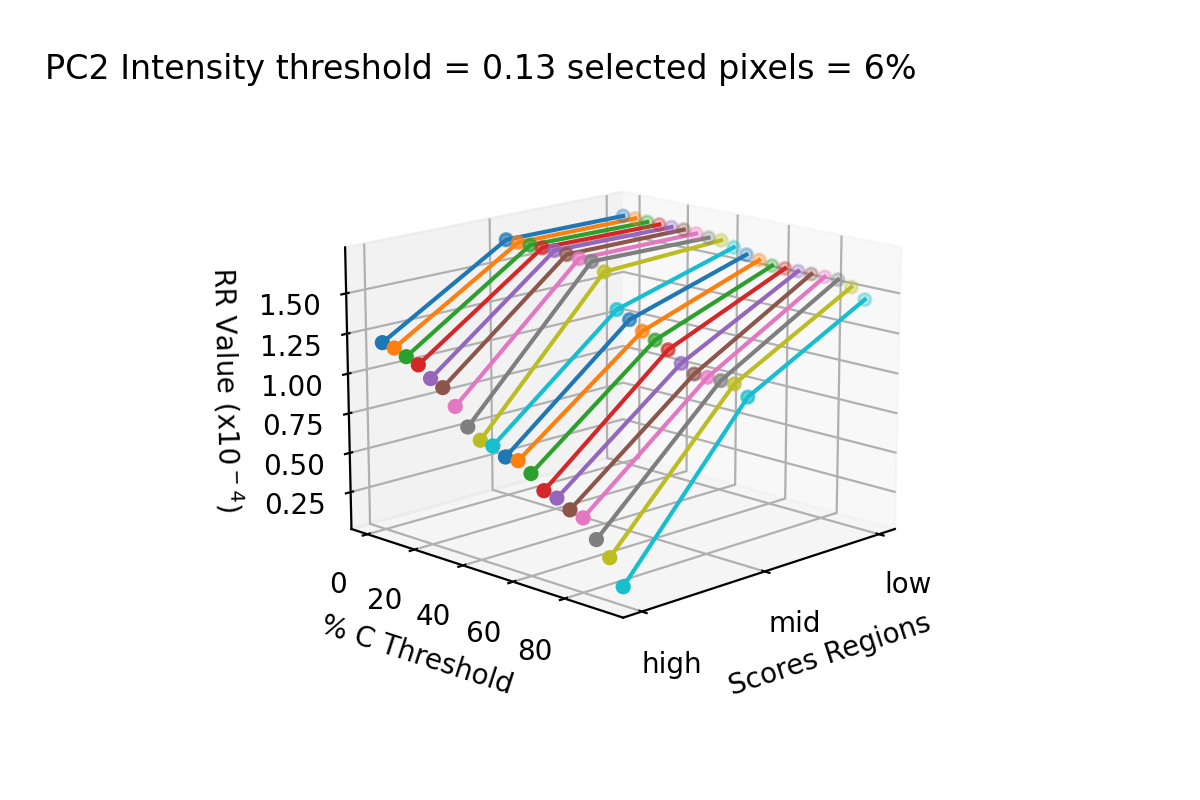 PC2 Intensity threshold = 0.13 selected pixels = 6%
RR Value (x10⁻⁴)
1.50
1.25
1.00
0.75
0.50
0.25
0
20
40
60
80
% C Threshold
high
mid
low
Scores Regions